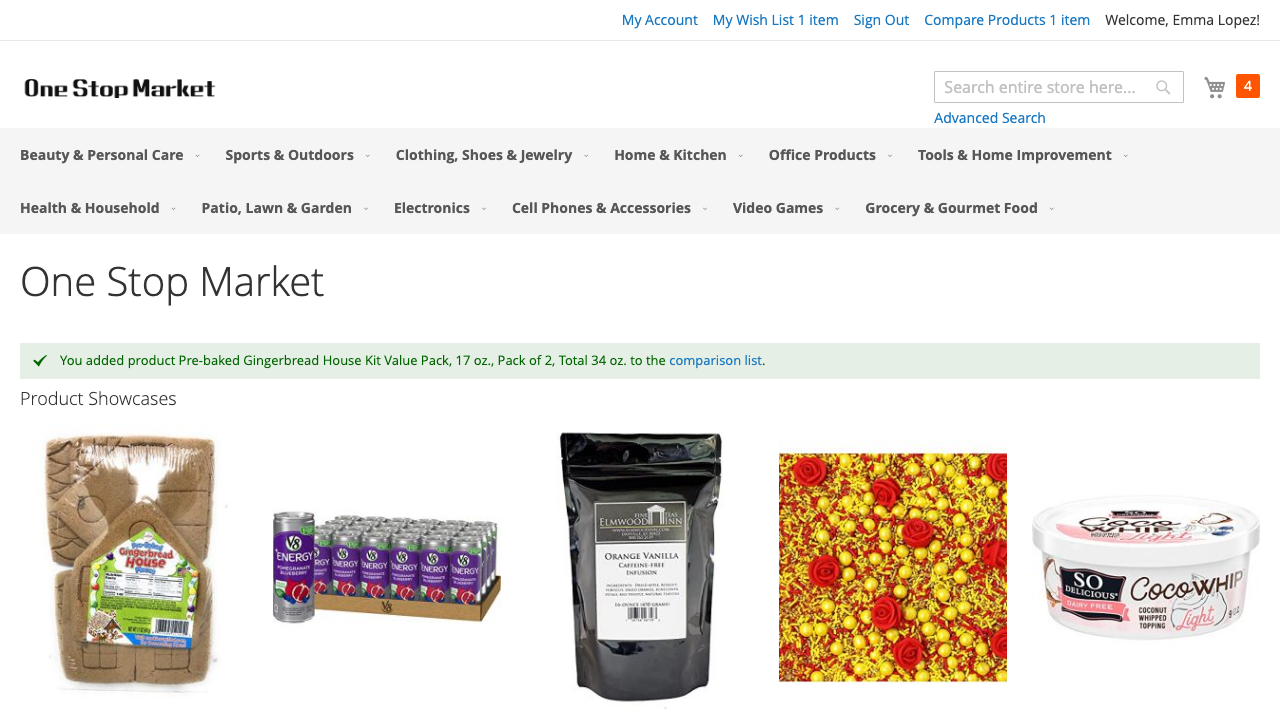 My Account My Wish List 1 item Sign Out Compare Products 1 item Welcome, Emma Lopez!
One Stop Market
Search entire store here...
4
Advanced Search
Beauty & Personal Care Sports & Outdoors Clothing, Shoes & Jewelry Home & Kitchen Office Products Tools & Home Improvement
Health & Household Patio, Lawn & Garden Electronics Cell Phones & Accessories Video Games Grocery & Gourmet Food
One Stop Market
You added product Pre-baked Gingerbread House Kit Value Pack, 17 oz., Pack of 2, Total 34 oz. to the comparison list.
Product Showcases
Gingerbread
House
V8
ENERGY
POMEGRANATE
BLUEBERRY
FINE TEAS
ELMWOOD INN
ORANGE VANILLA
CAFFEINE-FREE
INFUSION
Coco
WHIP
Light
SO
DELICIOUS
DAIRY FREE
COCOWHIP
COCONUT
WHIPPED
TOPPING
Light